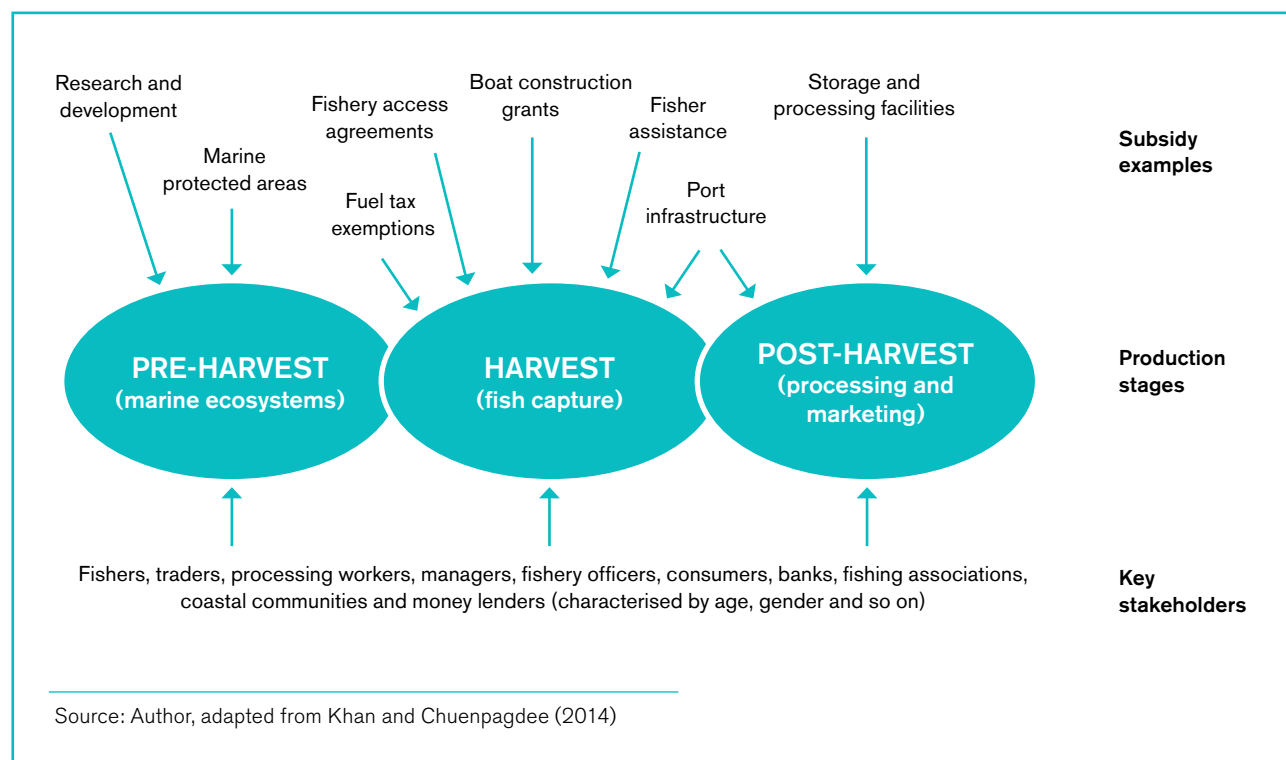 Research and
development
Marine
protected areas
Fishery access
agreements
Fuel tax
exemptions
Boat construction
grants
Fisher
assistance
Port
infrastructure
Storage and
processing facilities
Subsidy
examples
PRE-HARVEST
(marine ecosystems)
HARVEST
(fish capture)
POST-HARVEST
(processing and
marketing)
Production
stages
Fishers, traders, processing workers, managers, fishery officers, consumers, banks, fishing associations,
coastal communities and money lenders (characterised by age, gender and so on)
Key
stakeholders
Source: Author, adapted from Khan and Chuenpagdee (2014)